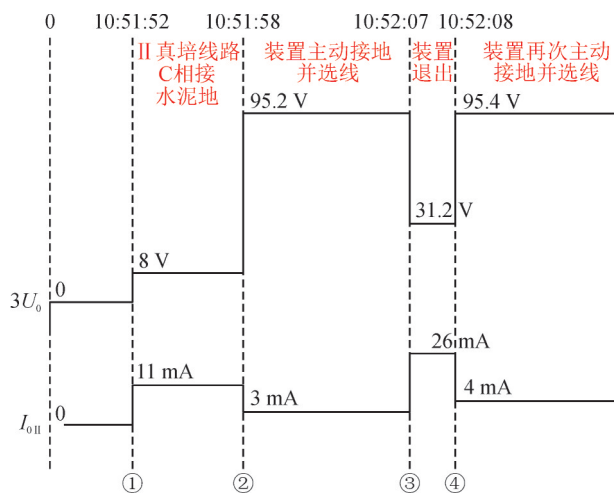 0 10:51:52 10:51:58 10:52:07 10:52:08
Ⅱ真培线路
C相接
水泥地
装置主动接地
并选线
装置
退出
装置再次主动
接地并选线
95.2 V
95.4 V
31.2 V
8 V
3U₀
0
26 mA
11 mA
3 mA
4 mA
I₀Ⅱ
0
① ② ③ ④